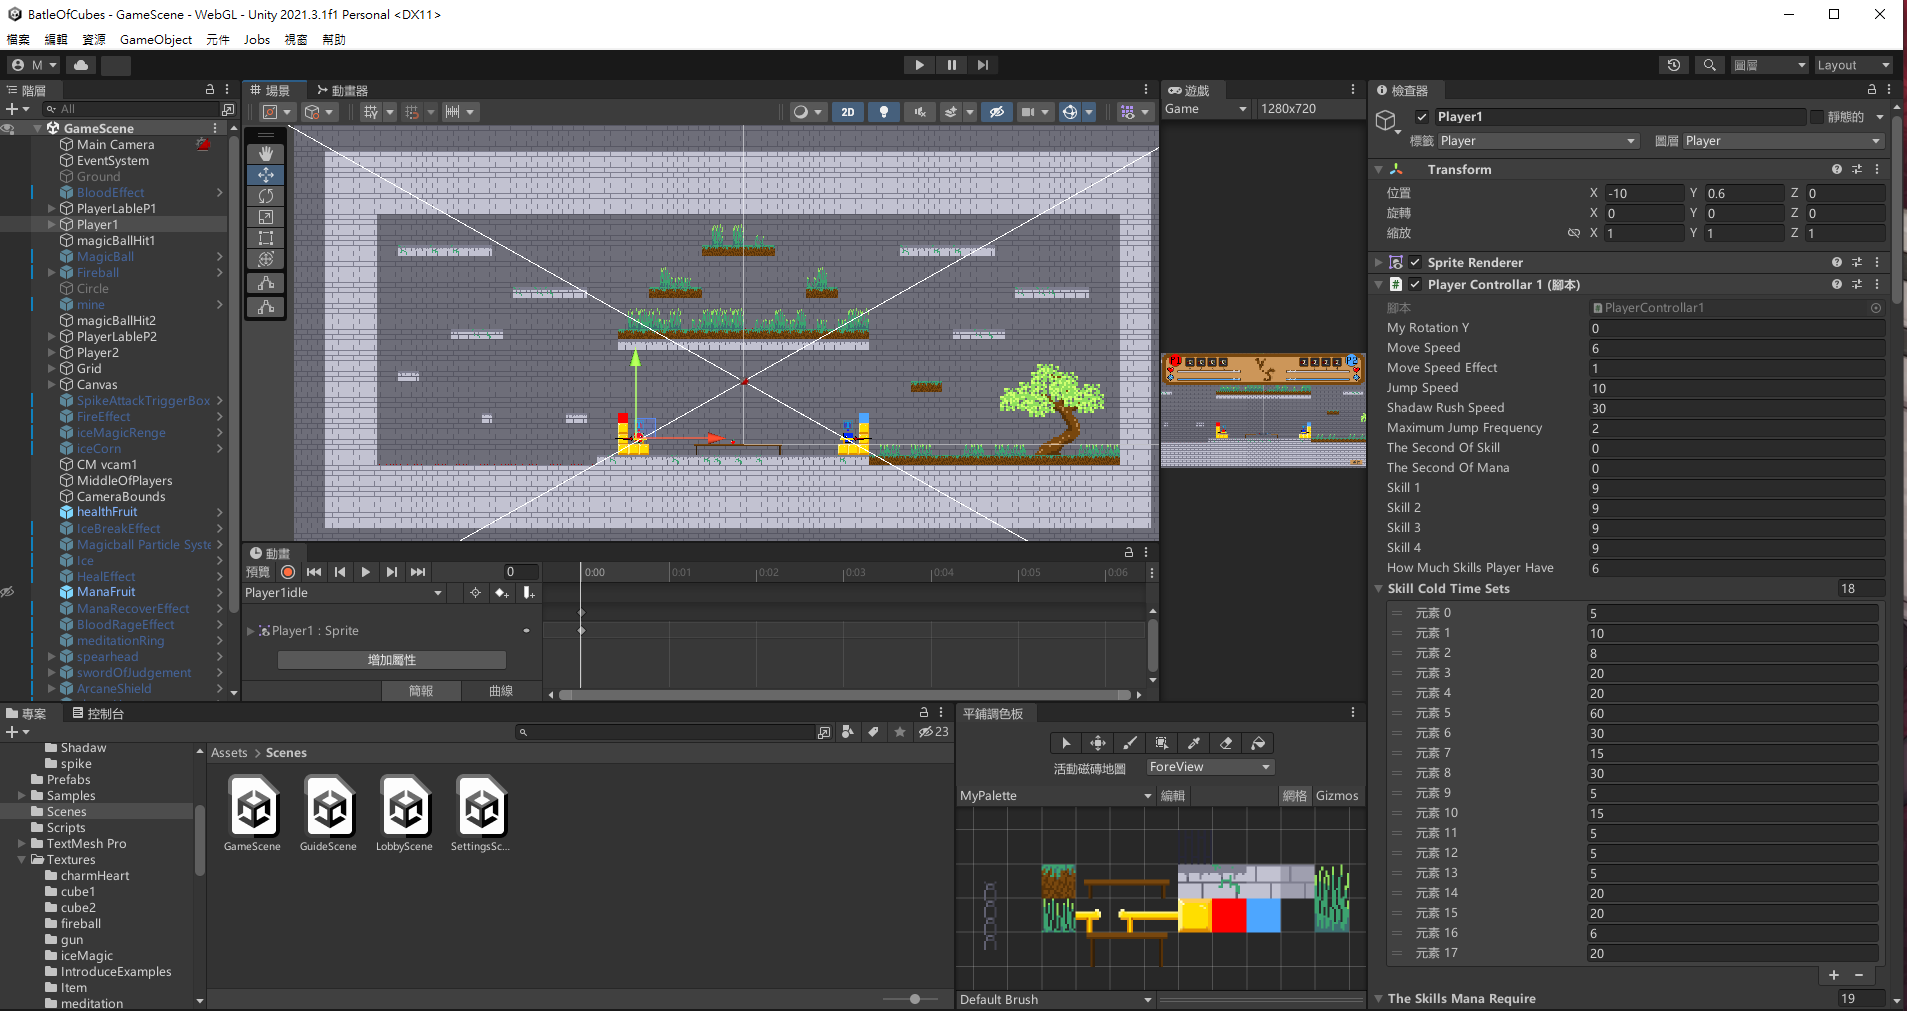 BatleOfCubes - GameScene - WebGL - Unity 2021.3.1f1 Personal <DX11>
檔案 編輯 資源 GameObject 元件 Jobs 視窗 幫助
M
圖層 Layout
階層
All
GameScene
Main Camera
EventSystem
Ground
BloodEffect
PlayerLableP1
Player1
magicBallHit1
MagicBall
Fireball
Circle
mine
magicBallHit2
PlayerLableP2
Player2
Grid
Canvas
SpikeAttackTriggerBox
FireEffect
iceMagicRenge
iceCorn
CM vcam1
MiddleOfPlayers
CameraBounds
healthFruit
IceBreakEffect
Magicball Particle Syste
Ice
HealEffect
ManaFruit
ManaRecoverEffect
BloodRageEffect
meditationRing
spearhead
swordOfJudgement
ArcaneShield
場景 動畫器
2D
動畫
預覽 0
0:00 0:01 0:02 0:03 0:04 0:05 0:06
Player1idle
Player1 : Sprite
增加屬性
簡報 曲線
遊戲
Game 1280x720
P2
專案 控制台
23
Shadaw
spike
Prefabs
Samples
Scenes
Scripts
TextMesh Pro
Textures
charmHeart
cube1
cube2
fireball
gun
iceMagic
IntroduceExamples
Item
meditation
Assets > Scenes
GameScene GuideScene LobbyScene SettingsSc...
平鋪調色板
活動磁磚地圖 ForeView
MyPalette 編輯 網格 Gizmos
Default Brush
檢查器
Player1 靜態的
標籤 Player 圖層 Player
Transform
位置 X -10 Y 0.6 Z 0
旋轉 X 0 Y 0 Z 0
縮放 X 1 Y 1 Z 1
Sprite Renderer
# Player Controllar 1 (腳本)
腳本 PlayerControllar1
My Rotation Y 0
Move Speed 6
Move Speed Effect 1
Jump Speed 10
Shadaw Rush Speed 30
Maximum Jump Frequency 2
The Second Of Skill 0
The Second Of Mana 0
Skill 1 9
Skill 2 9
Skill 3 9
Skill 4 9
How Much Skills Player Have 6
Skill Cold Time Sets 18
元素 0 5
元素 1 10
元素 2 8
元素 3 20
元素 4 20
元素 5 60
元素 6 30
元素 7 15
元素 8 30
元素 9 5
元素 10 15
元素 11 5
元素 12 5
元素 13 5
元素 14 20
元素 15 20
元素 16 6
元素 17 20
+ −
The Skills Mana Require 19